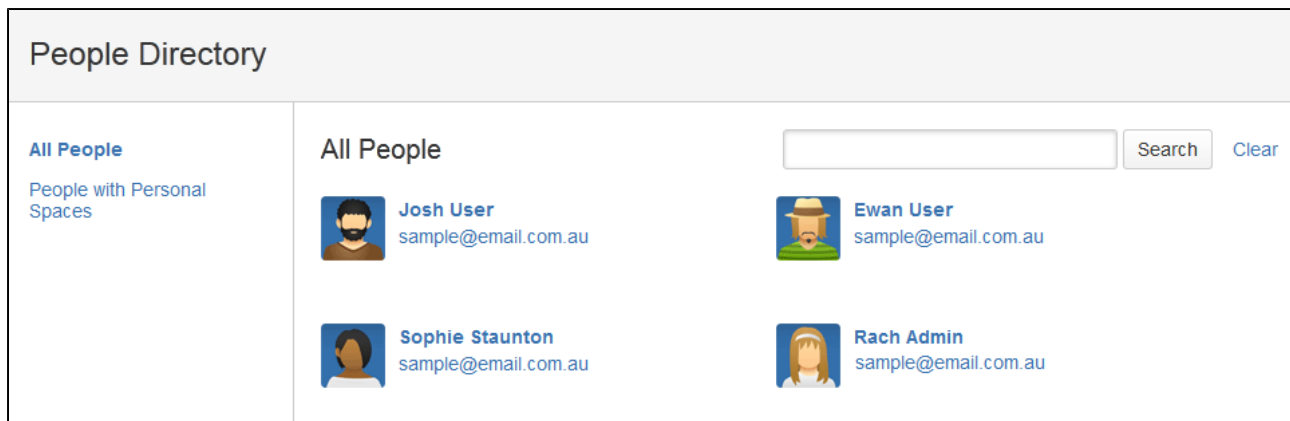 People Directory
All People
People with Personal
Spaces
All People
Search
Clear
Josh User
sample@email.com.au
Ewan User
sample@email.com.au
Sophie Staunton
sample@email.com.au
Rach Admin
sample@email.com.au